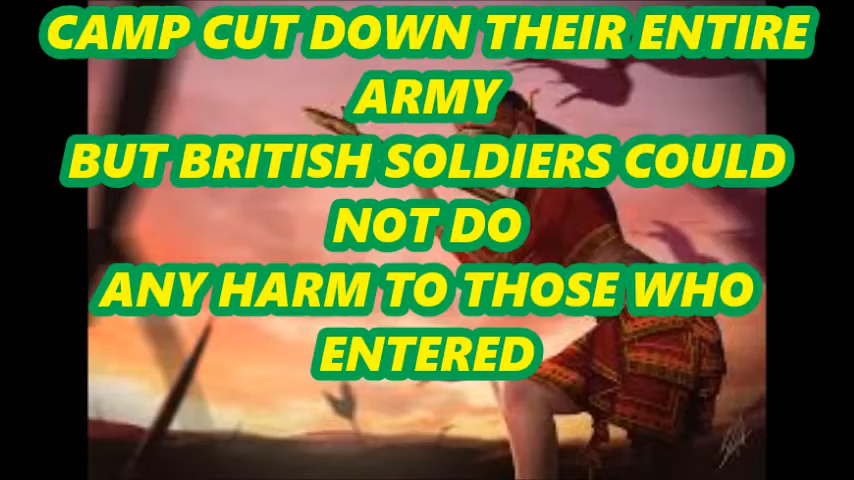 CAMP CUT DOWN THEIR ENTIRE
ARMY
BUT BRITISH SOLDIERS COULD
NOT DO
ANY HARM TO THOSE WHO
ENTERED